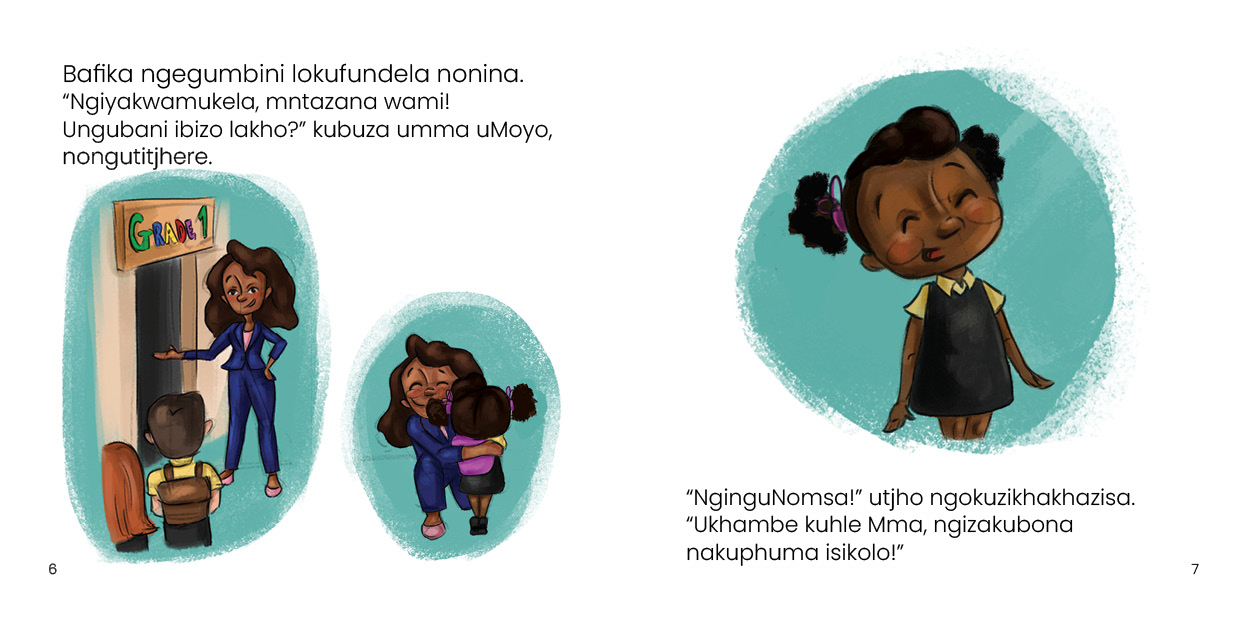 Bafika ngegumbini lokufundela nonina.
“Ngiyakwamukela, mntazana wami!
Ungubani ibizo lakho?” kubuza umma uMoyo,
nongutitjhere.
GRADE 1
6
“NginguNomsa!” utjho ngokuzikhakhazisa.
“Ukhambe kuhle Mma, ngizakubona
nakuphuma isikolo!”
7